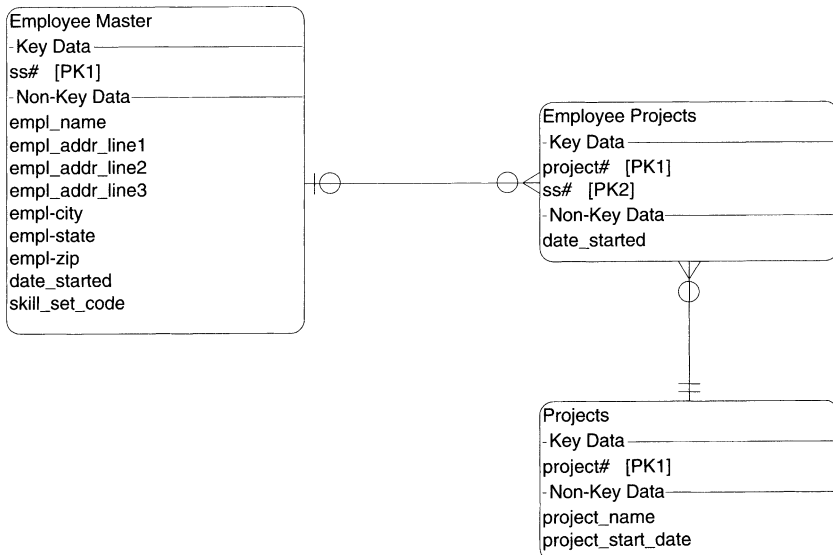 Employee Master
Key Data
ss# [PK1]
Non-Key Data
empl_name
empl_addr_line1
empl_addr_line2
empl_addr_line3
empl-city
empl-state
empl-zip
date_started
skill_set_code
Employee Projects
Key Data
project# [PK1]
ss# [PK2]
Non-Key Data
date_started
Projects
Key Data
project# [PK1]
Non-Key Data
project_name
project_start_date